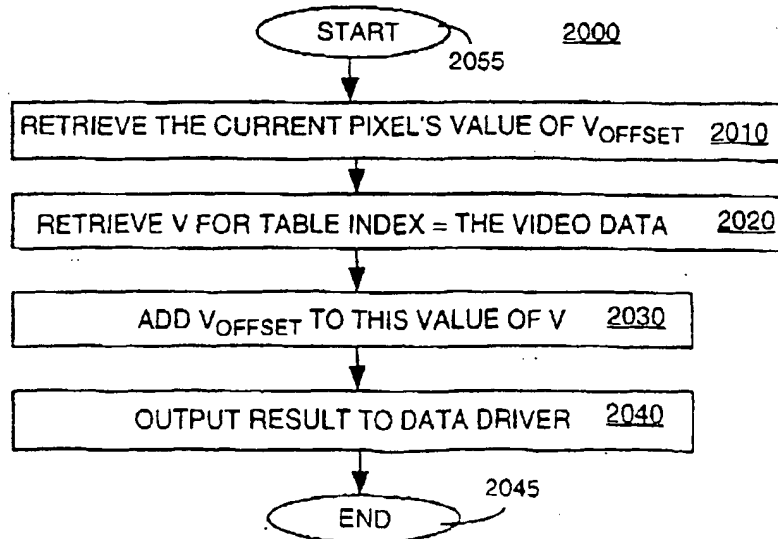 START 2000
2055
RETRIEVE THE CURRENT PIXEL'S VALUE OF VOFFSET 2010
RETRIEVE V FOR TABLE INDEX = THE VIDEO DATA 2020
ADD VOFFSET TO THIS VALUE OF V 2030
OUTPUT RESULT TO DATA DRIVER 2040
2045
END